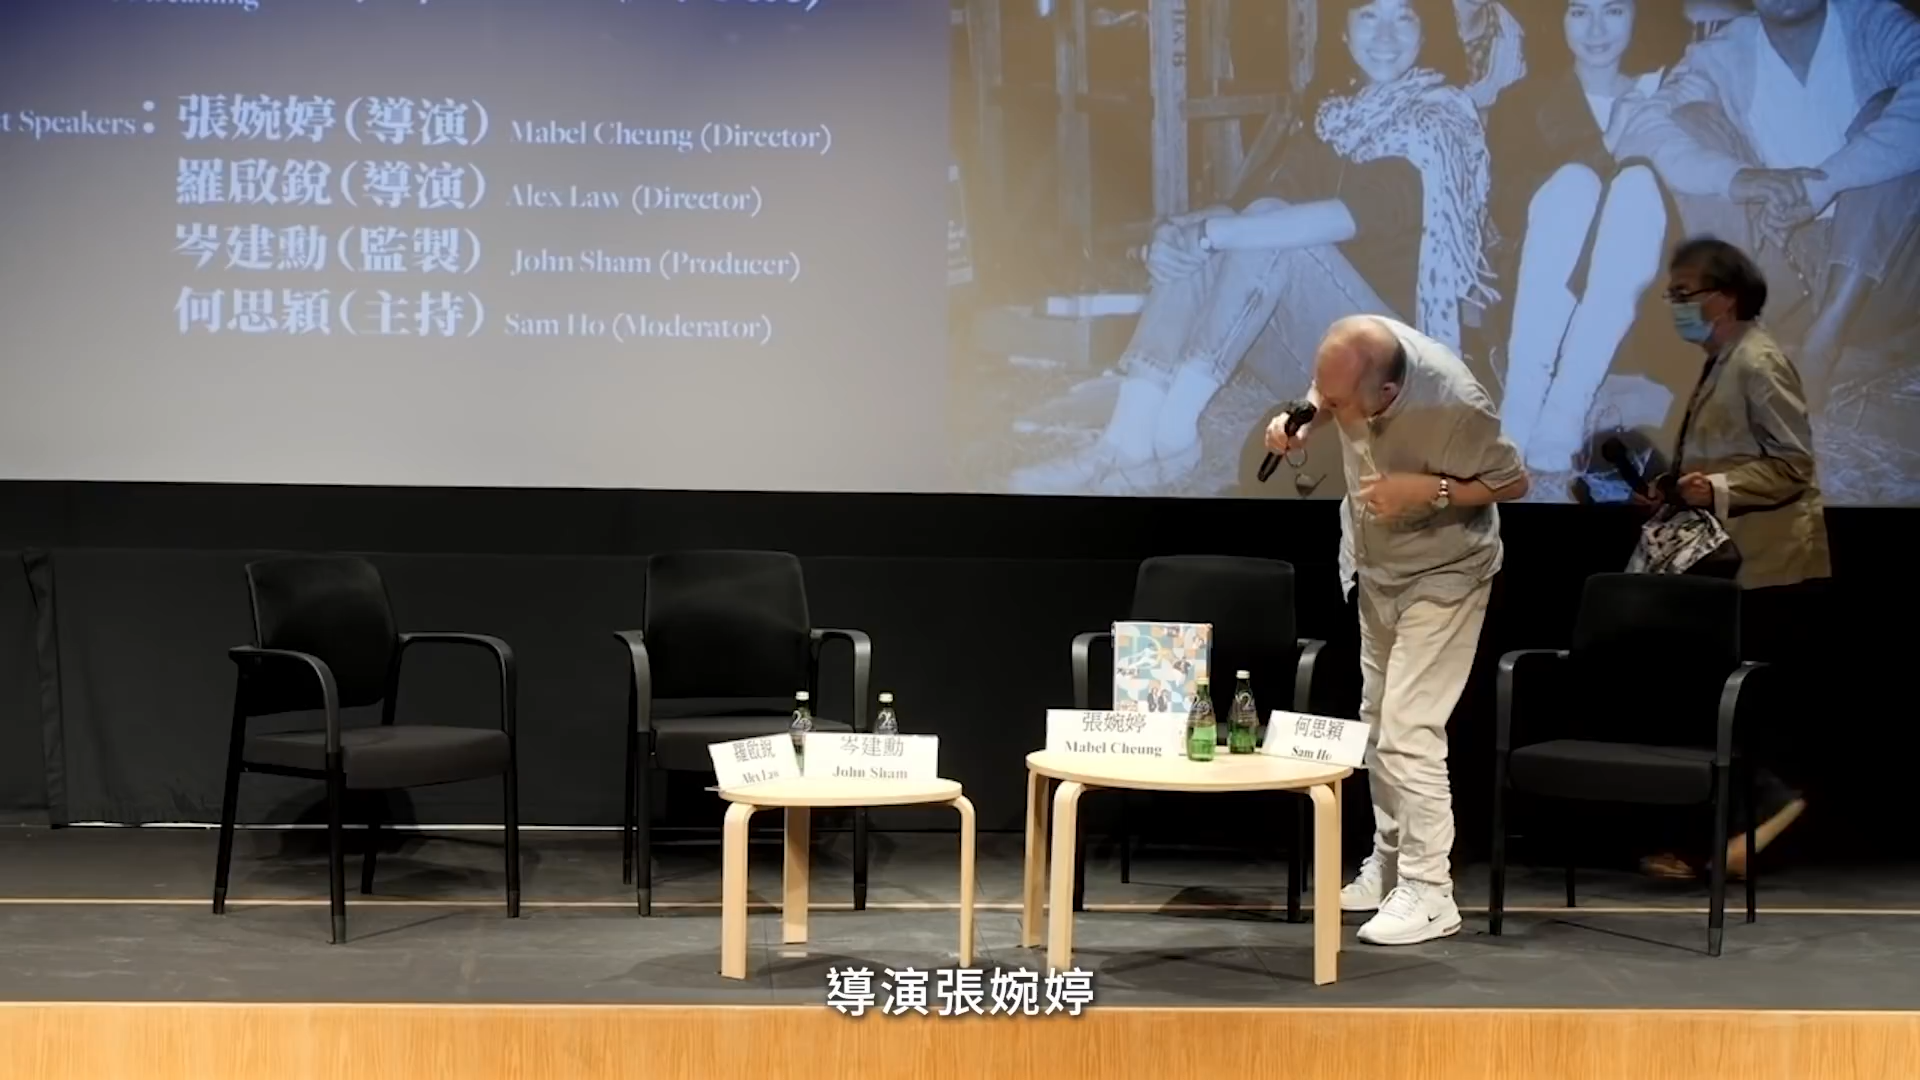 t Speakers：張婉婷（導演） Mabel Cheung (Director)
羅啟銳（導演） Alex Law (Director)
岑建勳（監製） John Sham (Producer)
何思穎（主持） Sam Ho (Moderator)
羅啟銳
Alex Law
岑建勳
John Sham
張婉婷
Mabel Cheung
何思穎
Sam Ho
導演張婉婷